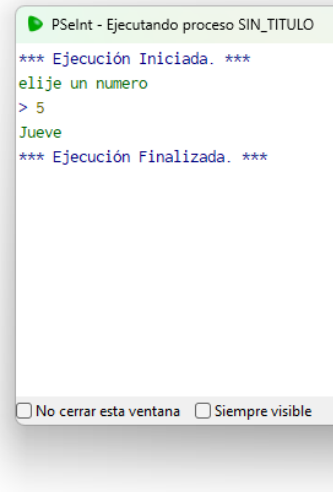 PSeInt - Ejecutando proceso SIN_TITULO
*** Ejecución Iniciada. ***
elije un numero
> 5
Jueve
*** Ejecución Finalizada. ***
No cerrar esta ventana Siempre visible